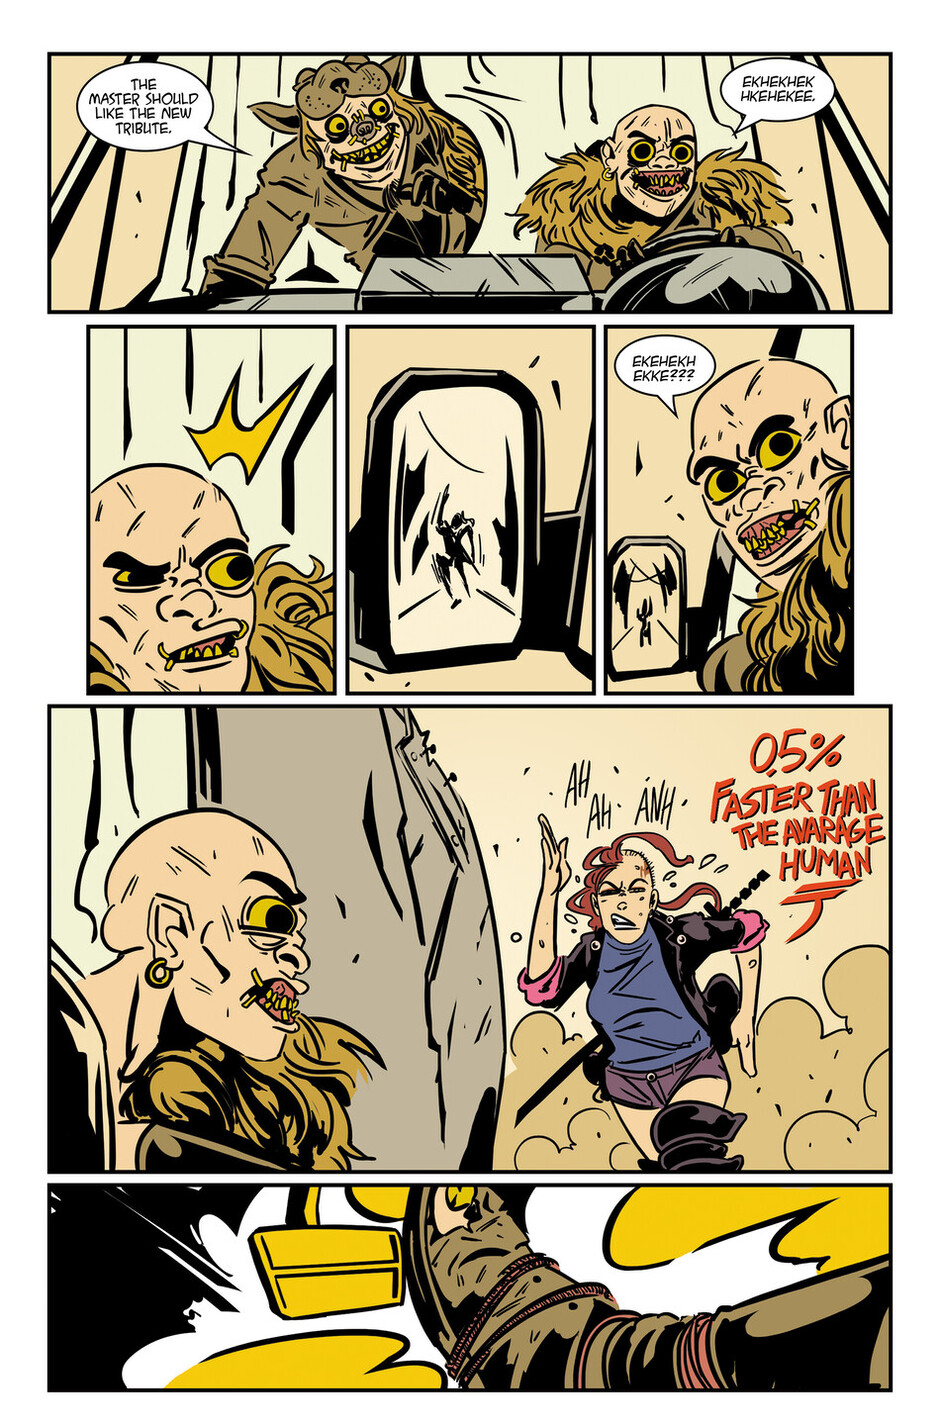 THE
MASTER SHOULD
LIKE THE NEW
TRIBUTE.
EKHEKHEK
HKEHEKEE.
EKEHEKH
EKKE???
AH
AH
ANH
0.5%
FASTER THAN
THE AVARAGE
HUMAN